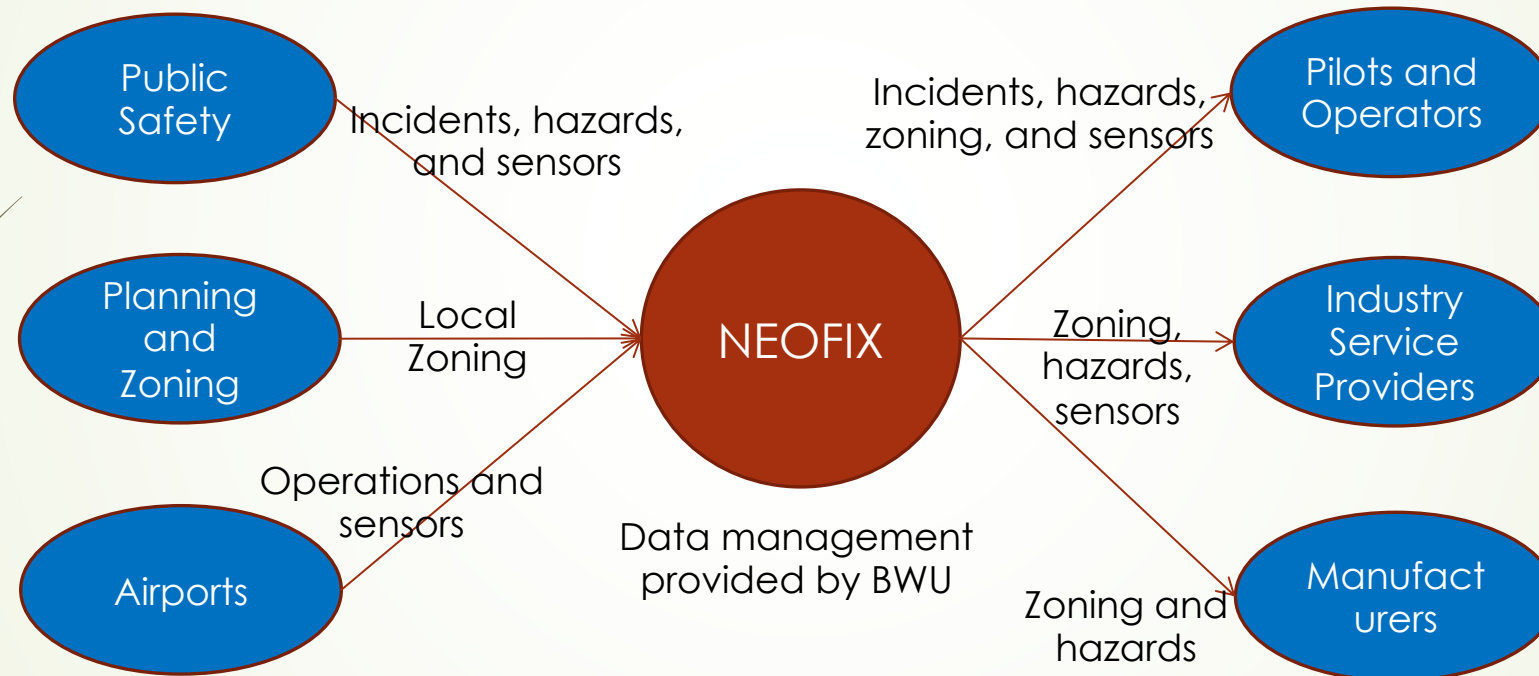 Public
Safety
Incidents, hazards,
and sensors
Incidents, hazards,
zoning, and sensors
Pilots and
Operators
Planning
and
Zoning
Local
Zoning
NEOFIX
Zoning,
hazards,
sensors
Industry
Service
Providers
Airports
Operations and
sensors
Data management
provided by BWU
Zoning and
hazards
Manufact
urers